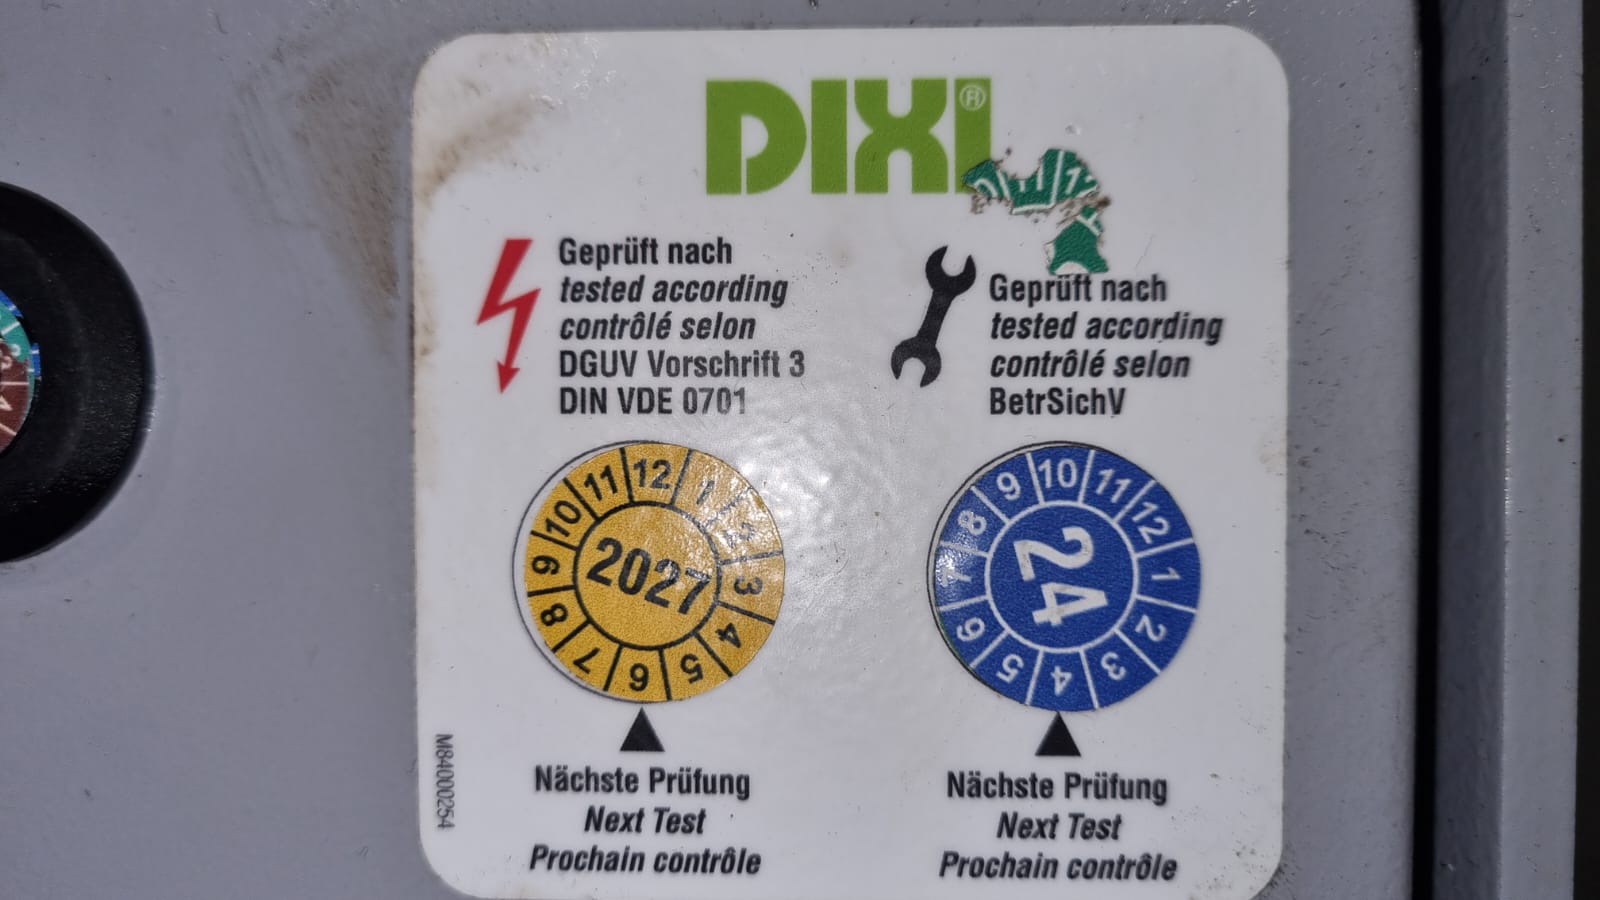 DIXI®
11 1
Geprüft nach
tested according
contrôlé selon
DGUV Vorschrift 3
DIN VDE 0701
Geprüft nach
tested according
contrôlé selon
BetrSichV
11 12 1 2 3 4 5 6 7 8 9 10
2027
10 11 12 1 2 3 4 5 6 7 8 9
24
Nächste Prüfung
Next Test
Prochain contrôle
Nächste Prüfung
Next Test
Prochain contrôle
M84000254